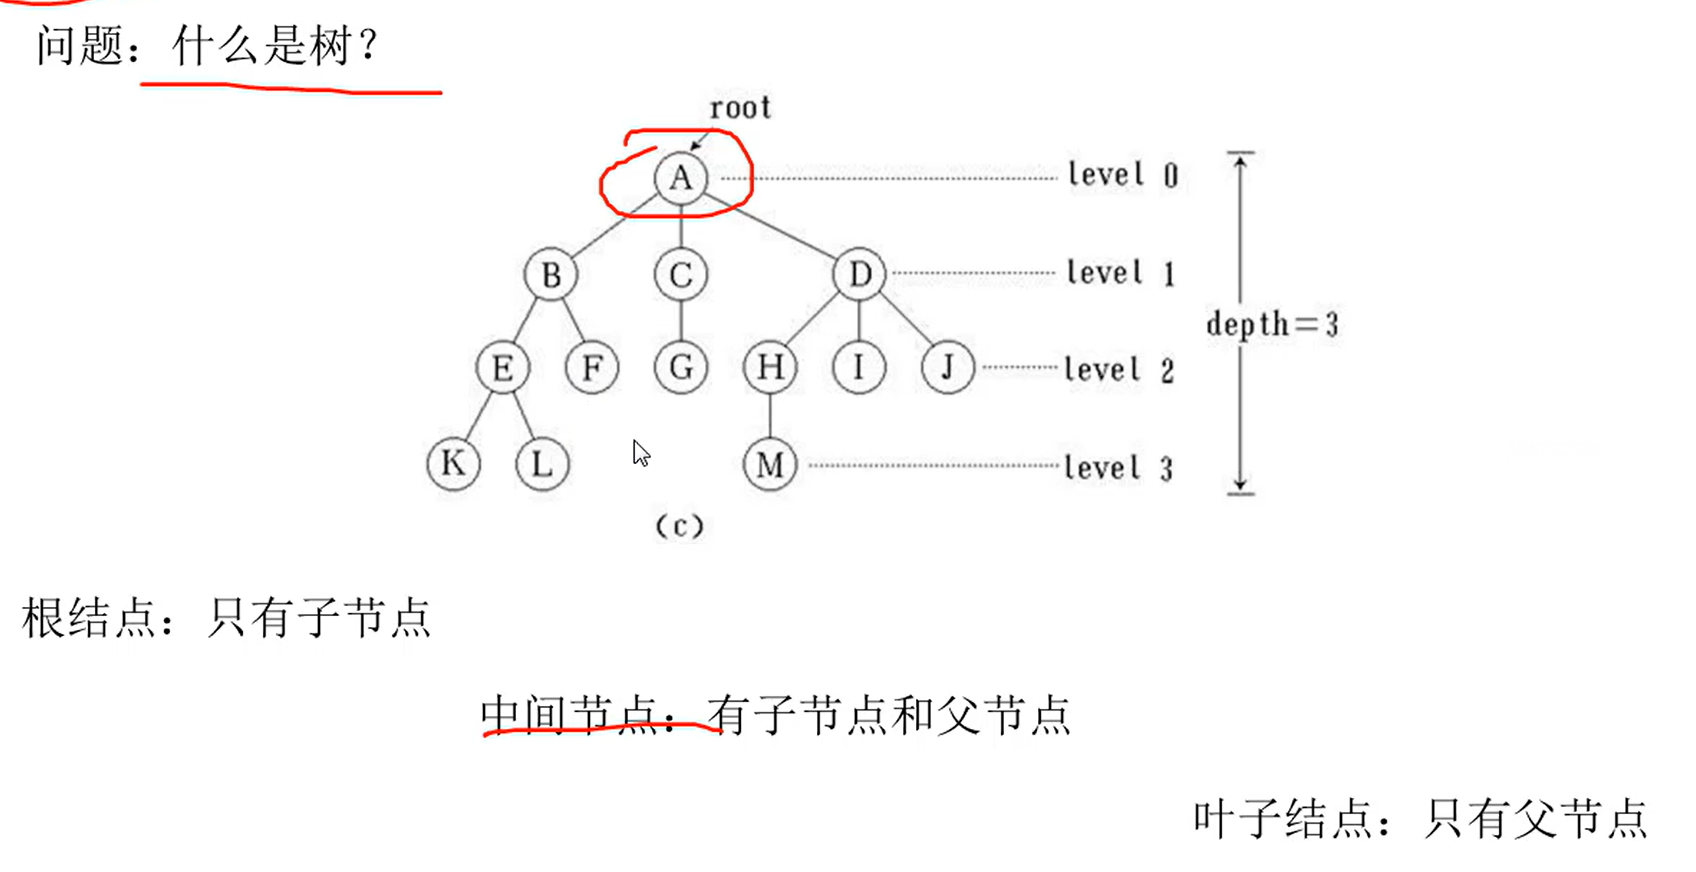 问题：什么是树？
root
A
level 0
B
C
D
level 1
depth=3
E
F
G
H
I
J
level 2
K
L
M
level 3
(c)
根结点：只有子节点
中间节点：有子节点和父节点
叶子结点：只有父节点